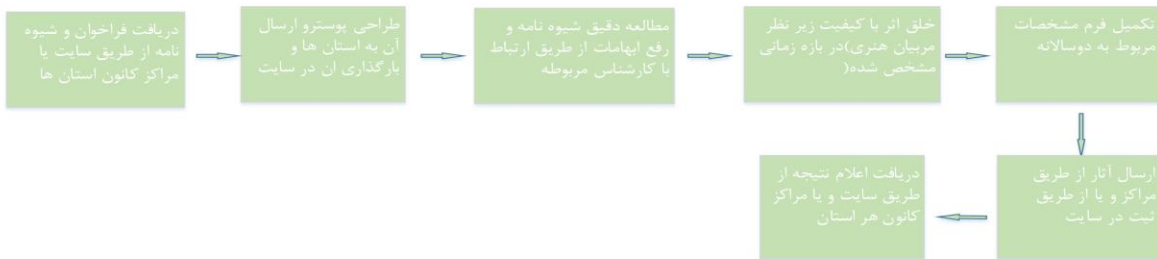 دریافت فراخوان و شیوه
نامه از طریق سایت یا
مراکز کانون استان ها
طراحی پوسترو ارسال
آن به استان ها و
بارگذاری ان در سایت
مطالعه دقیق شیوه نامه و
رفع ابهامات از طریق ارتباط
با کارشناس مربوطه
خلق اثر با کیفیت زیر نظر
مربیان هنری)در بازه زمانی
مشخص شده(
تکمیل فرم مشخصات
مربوط به دوسالانه
ارسال آثار از طریق
مراکز و یا از طریق
ثبت در سایت
دریافت اعلام نتیجه از
طریق سایت و یا مراکز
کانون هر استان